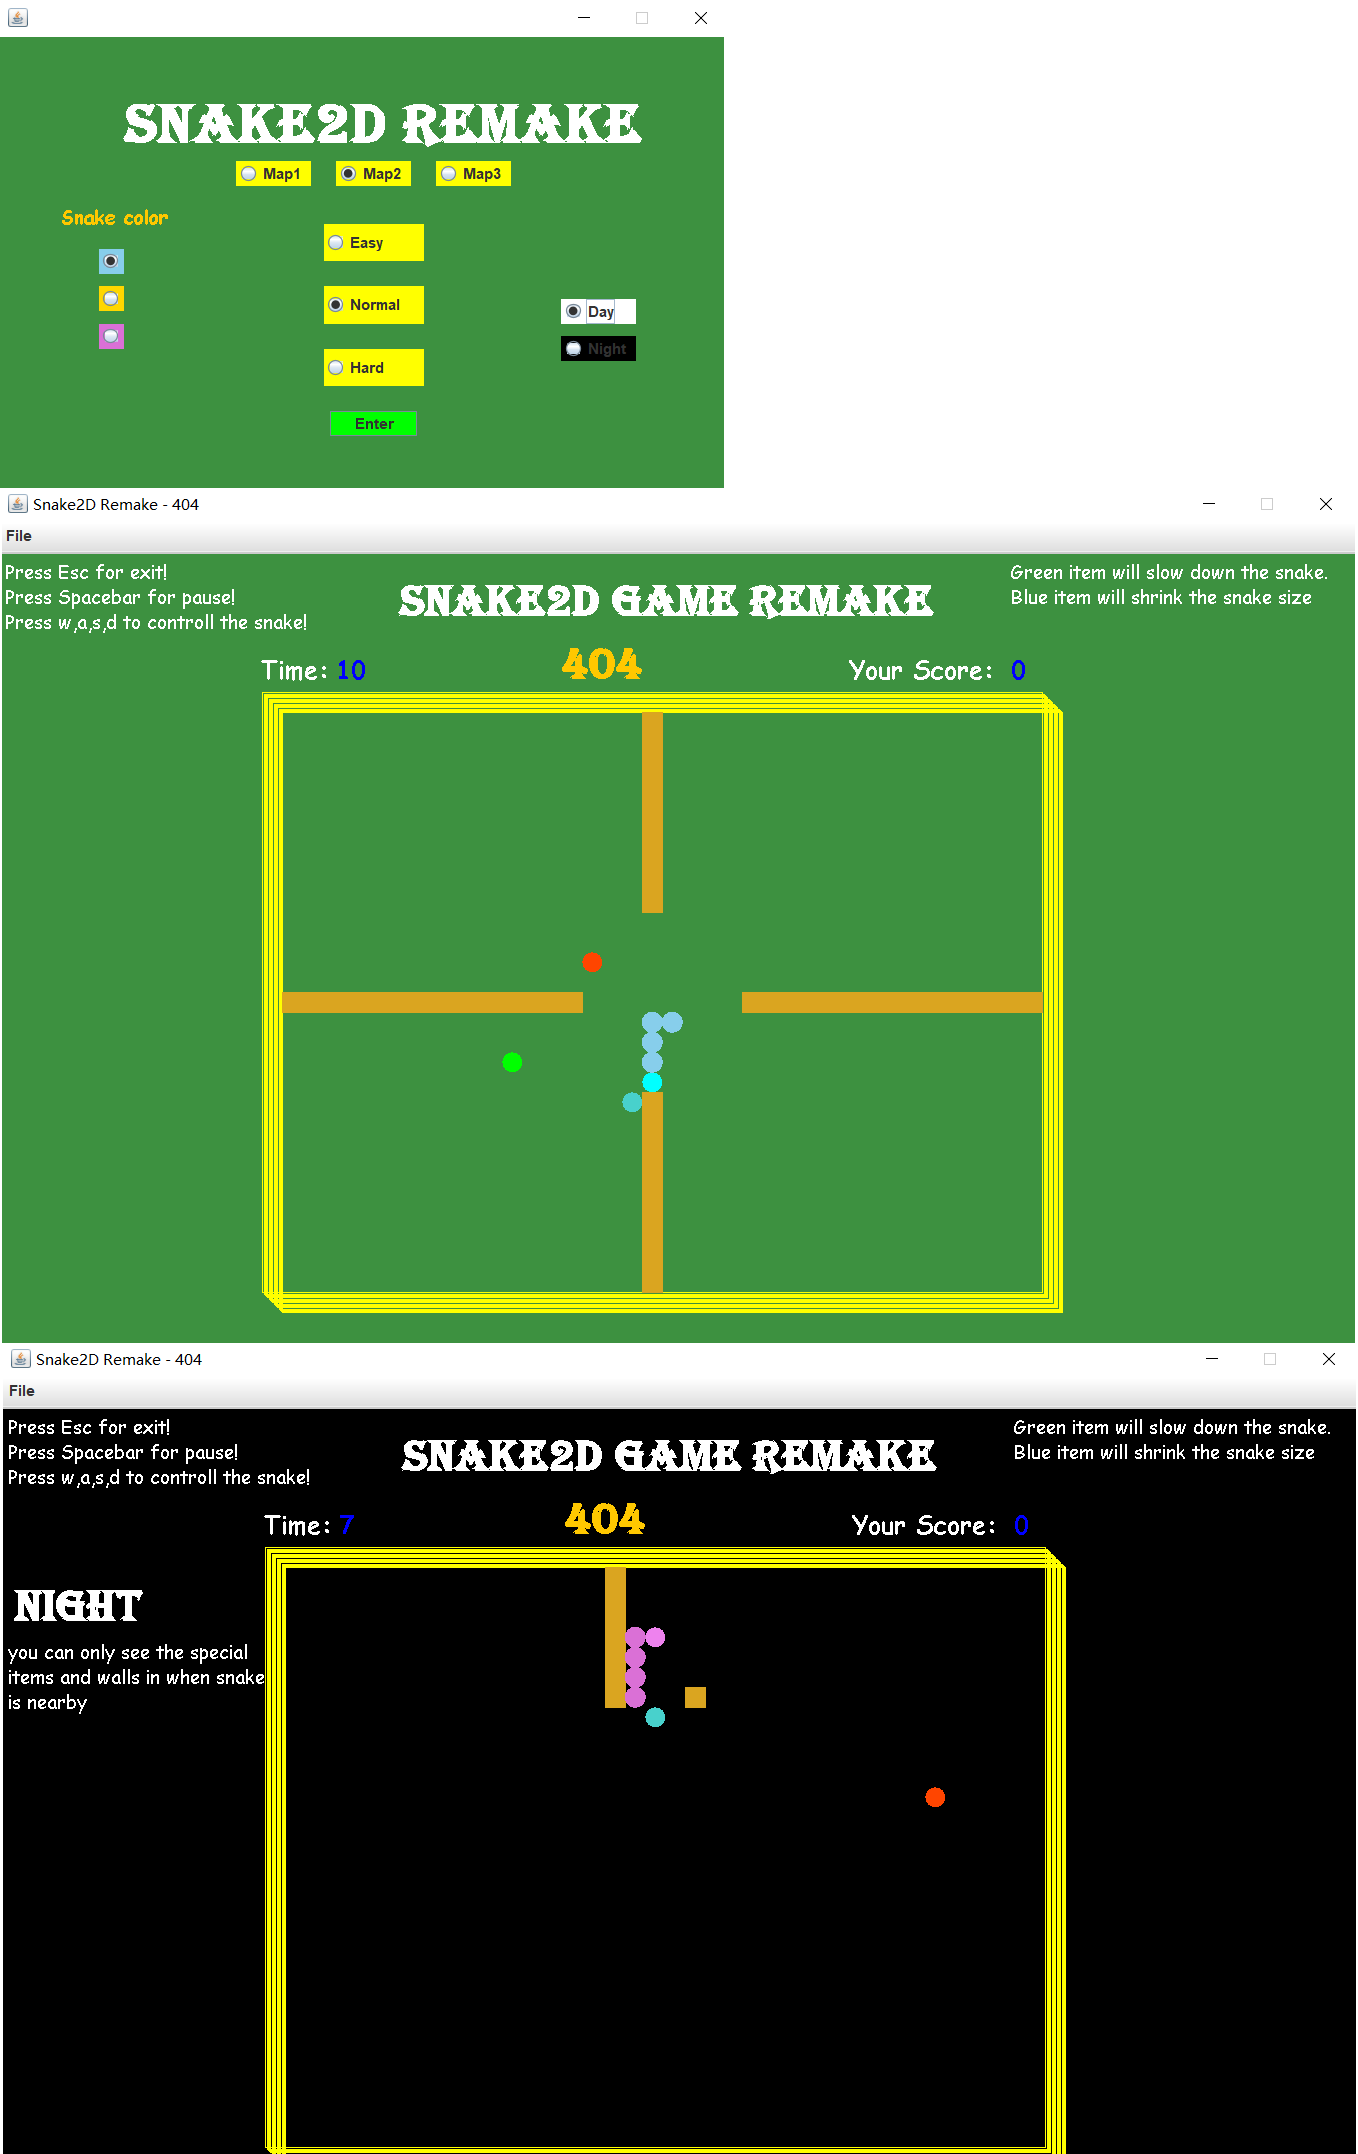 SNAKE2D REMAKE
Map1 Map2 Map3
Snake color
Easy
Normal
Day
Night
Hard
Enter
Snake2D Remake - 404
File
Press Esc for exit!
Press Spacebar for pause!
Press w,a,s,d to controll the snake!
SNAKE2D GAME REMAKE
Green item will slow down the snake.
Blue item will shrink the snake size
Time: 10
404
Your Score: 0
Snake2D Remake - 404
File
Press Esc for exit!
Press Spacebar for pause!
Press w,a,s,d to controll the snake!
SNAKE2D GAME REMAKE
Green item will slow down the snake.
Blue item will shrink the snake size
Time: 7
404
Your Score: 0
NIGHT
you can only see the special
items and walls in when snake
is nearby